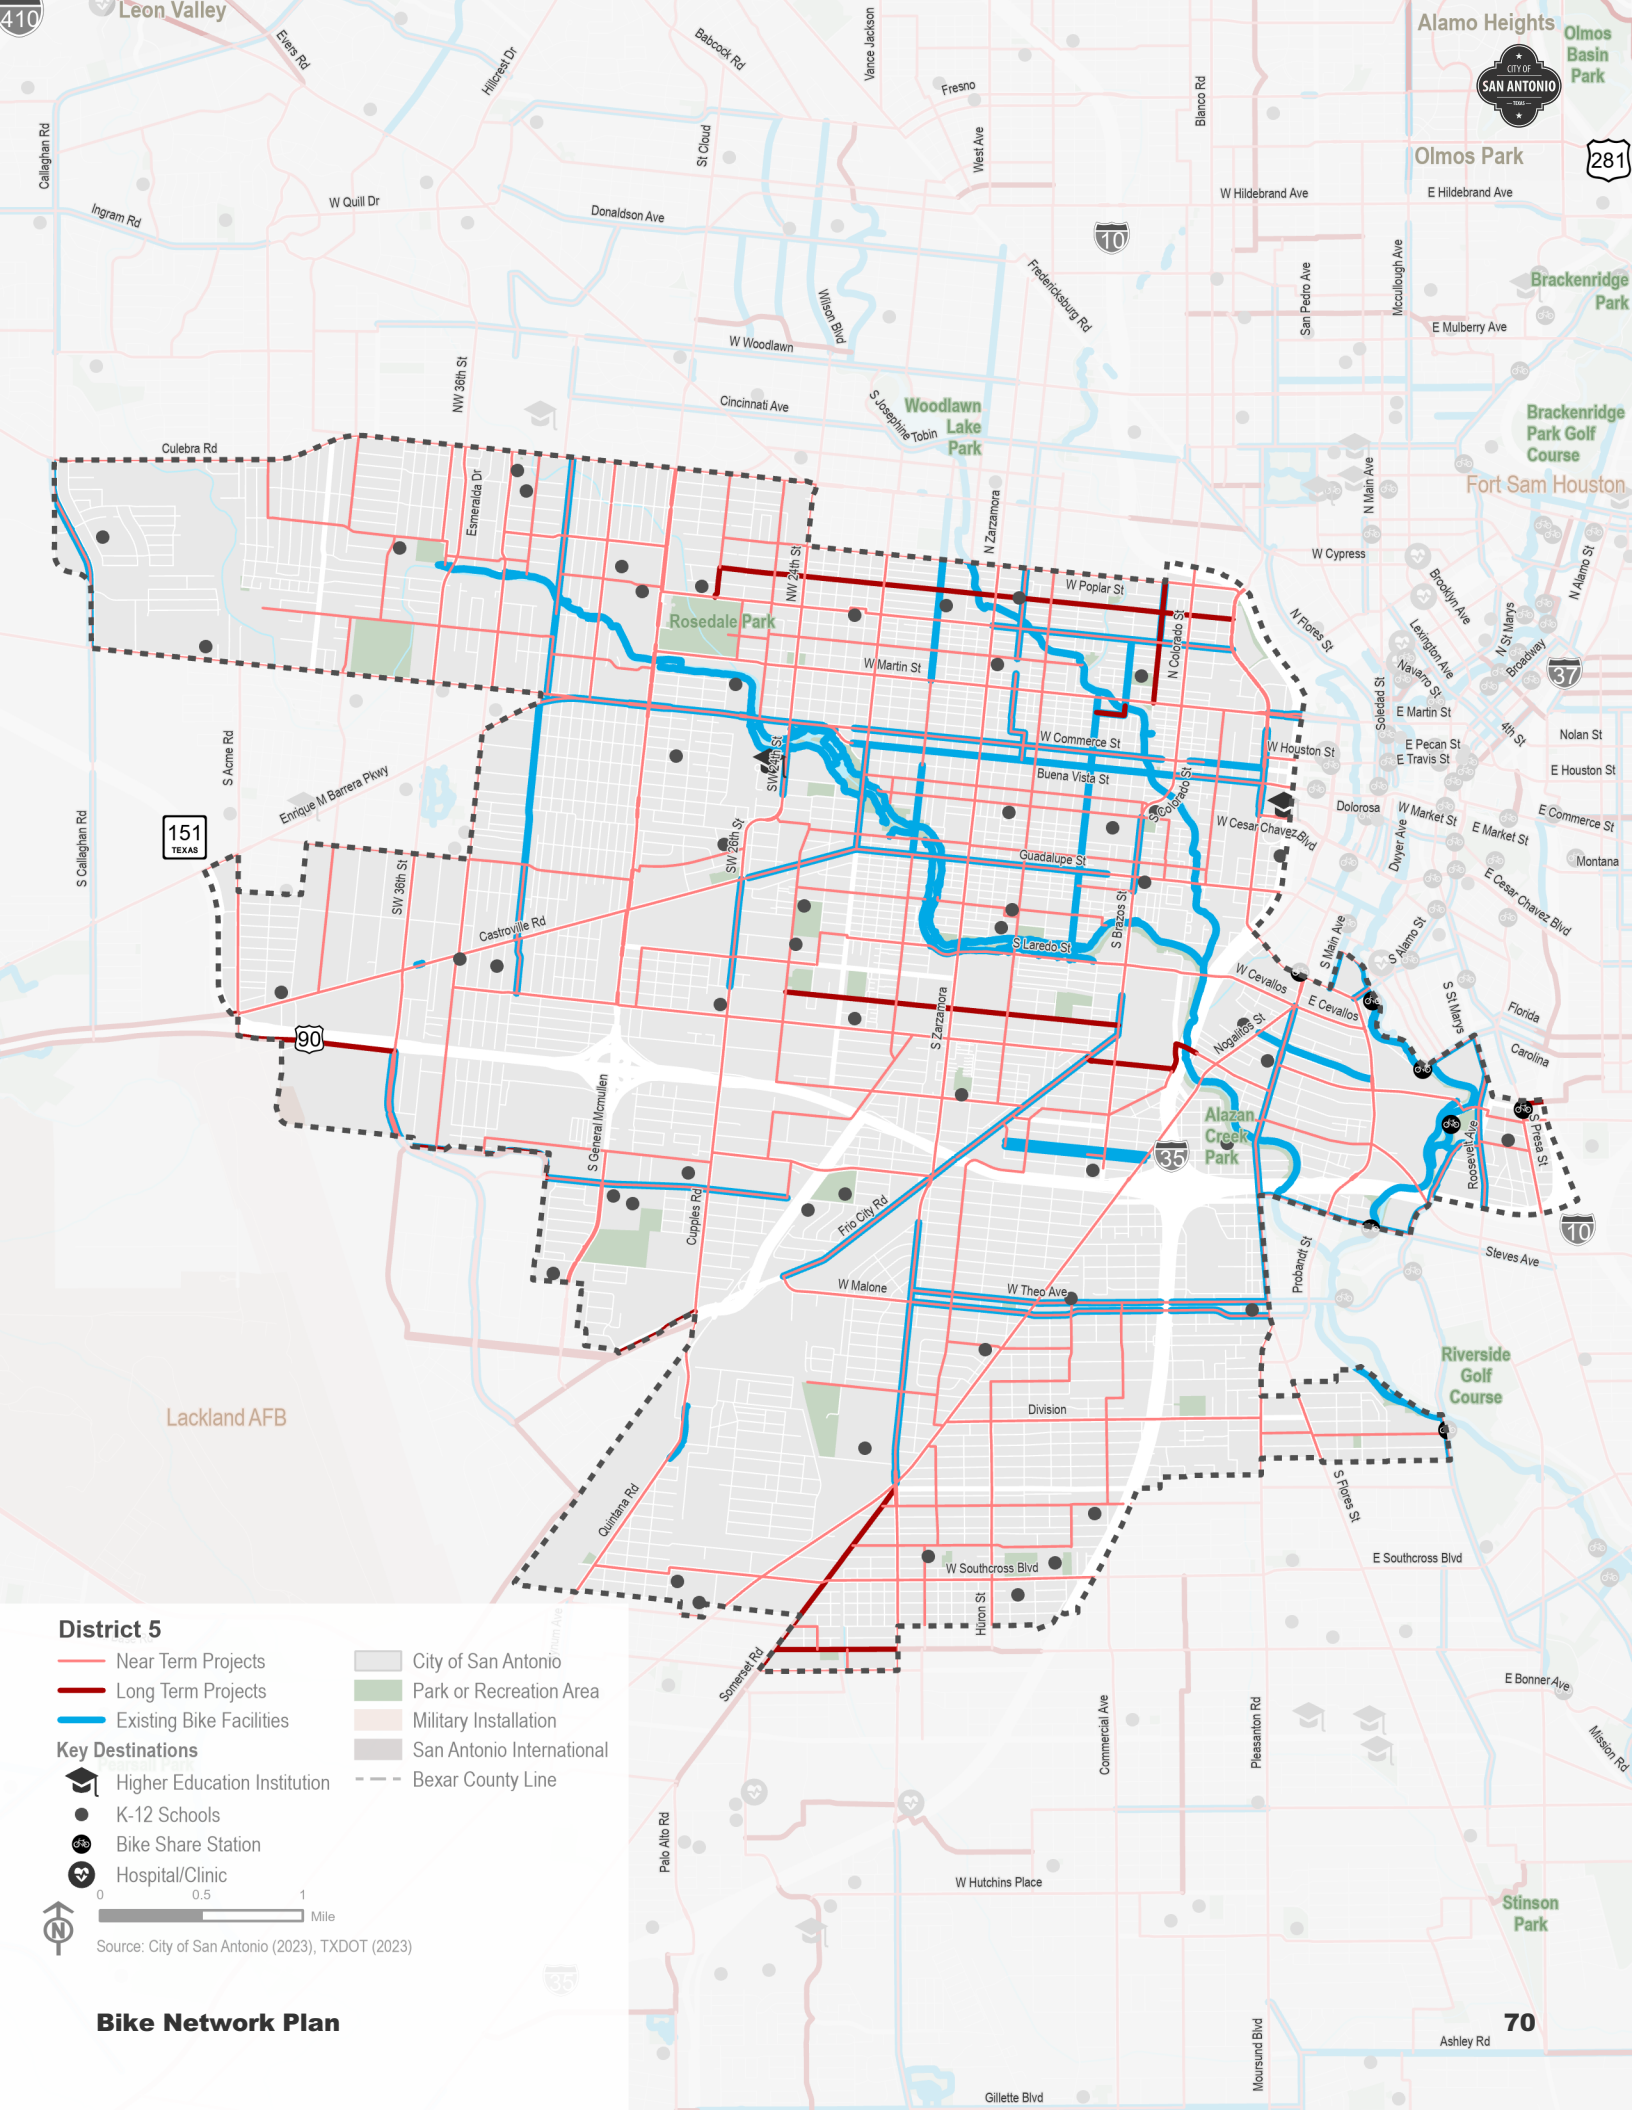 410
Leon Valley
Alamo Heights
Olmos
Basin
Park
CITY OF
SAN ANTONIO
TEXAS
Evers Rd
Hillcrest Dr
Babcock Rd
Vance Jackson
Fresno
Blanco Rd
Callaghan Rd
St Cloud
West Ave
Olmos Park
281
W Hildebrand Ave
E Hildebrand Ave
W Quill Dr
Ingram Rd
Donaldson Ave
10
Fredericksburg Rd
San Pedro Ave
Mccullough Ave
Brackenridge
Park
Wilson Blvd
E Mulberry Ave
W Woodlawn
NW 36th St
Cincinnati Ave
S Josephine Tobin
Woodlawn
Lake
Park
Brackenridge
Park Golf
Course
Culebra Rd
Fort Sam Houston
Esmeralda Dr
N Zarzamora
N Main Ave
NW 24th St
W Cypress
N Alamo St
W Poplar St
Brooklyn Ave
N Flores St
Lexington Ave
N St Marys
Broadway
Rosedale Park
N Colorado St
W Martin St
Navarro St
37
Soledad St
E Martin St
4th St
Nolan St
S Acme Rd
SW 24th St
W Commerce St
W Houston St
E Pecan St
E Travis St
E Houston St
Buena Vista St
Enrique M Barrera Pkwy
S Colorado St
Dolorosa
W Market St
E Market St
E Commerce St
151
TEXAS
S Callaghan Rd
W Cesar Chavez Blvd
Dwyer Ave
SW 26th St
Guadalupe St
Montana
SW 36th St
E Cesar Chavez Blvd
S Brazos St
Castroville Rd
S Laredo St
S Main Ave
S Alamo St
W Cevallos
E Cevallos
S St Marys
Florida
S Zarzamora
90
Nogalitos St
Carolina
S General Mcmullen
Alazan
Creek
Park
S Presa St
Roosevelt Ave
35
Cupples Rd
Frio City Rd
10
Steves Ave
Probandt St
W Malone
W Theo Ave
Riverside
Golf
Course
Lackland AFB
Division
Quintana Rd
S Flores St
E Southcross Blvd
W Southcross Blvd
Huron St
Somerset Rd
E Bonner Ave
Commercial Ave
Pleasanton Rd
Mission Rd
Palo Alto Rd
W Hutchins Place
Stinson
Park
Moursund Blvd
Ashley Rd
Gillette Blvd
35
District 5
Near Term Projects
Long Term Projects
Existing Bike Facilities
Key Destinations
Higher Education Institution
K-12 Schools
Bike Share Station
Hospital/Clinic
City of San Antonio
Park or Recreation Area
Military Installation
San Antonio International
Bexar County Line
0
0.5
1
Mile
N
Source: City of San Antonio (2023), TXDOT (2023)
Bike Network Plan
70